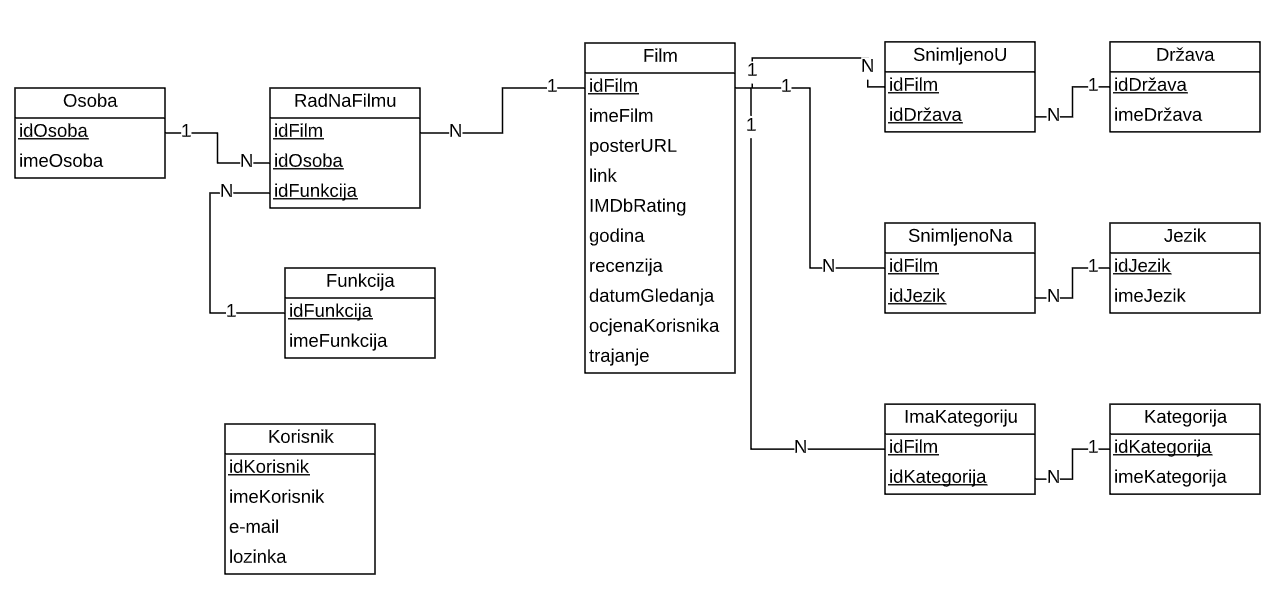 Osoba
idOsoba
imeOsoba
1
N
RadNaFilmu
idFilm
idOsoba
idFunkcija
N
1
N
1
Funkcija
idFunkcija
imeFunkcija
Korisnik
idKorisnik
imeKorisnik
e-mail
lozinka
Film
idFilm
imeFilm
posterURL
link
IMDbRating
godina
recenzija
datumGledanja
ocjenaKorisnika
trajanje
1
N
1
1
N
N
SnimljenoU
idFilm
idDržava
N
1
Država
idDržava
imeDržava
SnimljenoNa
idFilm
idJezik
N
1
Jezik
idJezik
imeJezik
ImaKategoriju
idFilm
idKategorija
N
1
Kategorija
idKategorija
imeKategorija